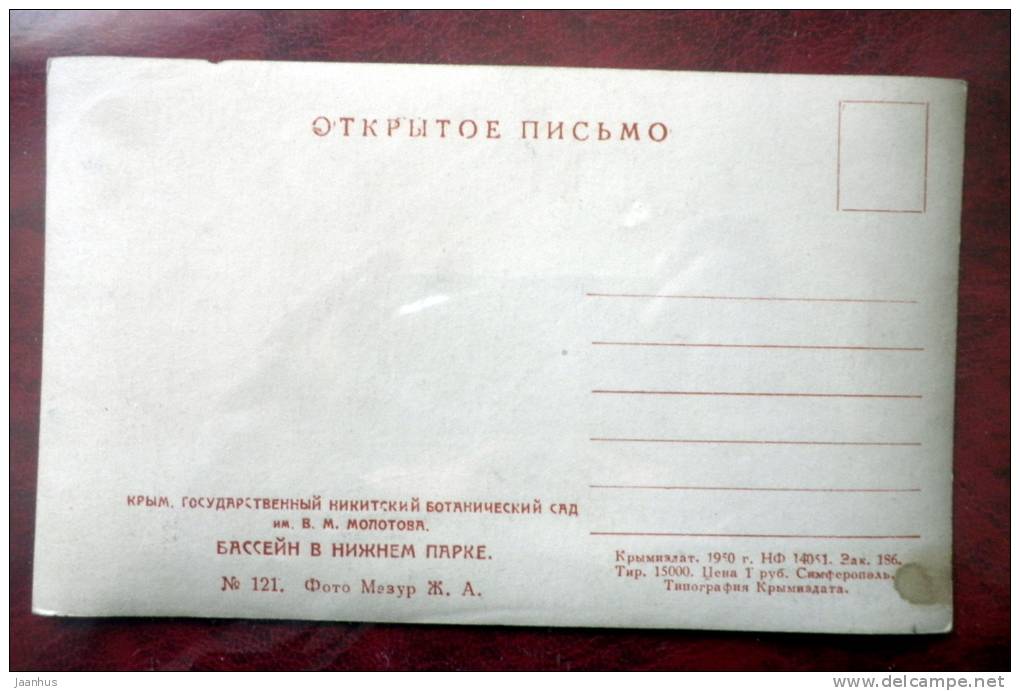 ОТКРЫТОЕ ПИСЬМО
КРЫМ. ГОСУДАРСТВЕННЫЙ НИКИТСКИЙ БОТАНИЧЕСКИЙ САД
им. В. М. МОЛОТОВА.
БАССЕЙН В НИЖНЕМ ПАРКЕ.
№ 121. Фото Мазур Ж. А.
Крымиздат. 1950 г. НФ 14051. Зак. 186.
Тир. 15000. Цена 1 руб. Симферополь.
Типография Крымиздата.
Jaanhus
www.delcampe.net